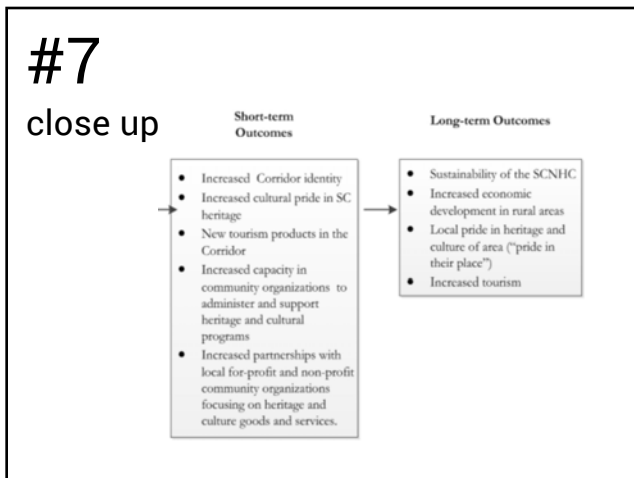 #7
close up
Short-term
Outcomes
• Increased Corridor identity
• Increased cultural pride in SC
heritage
• New tourism products in the
Corridor
• Increased capacity in
community organizations to
administer and support
heritage and cultural
programs
• Increased partnerships with
local for-profit and non-profit
community organizations
focusing on heritage and
culture goods and services.
Long-term Outcomes
• Sustainability of the SCNHC
• Increased economic
development in rural areas
• Local pride in heritage and
culture of area (“pride in
their place”)
• Increased tourism